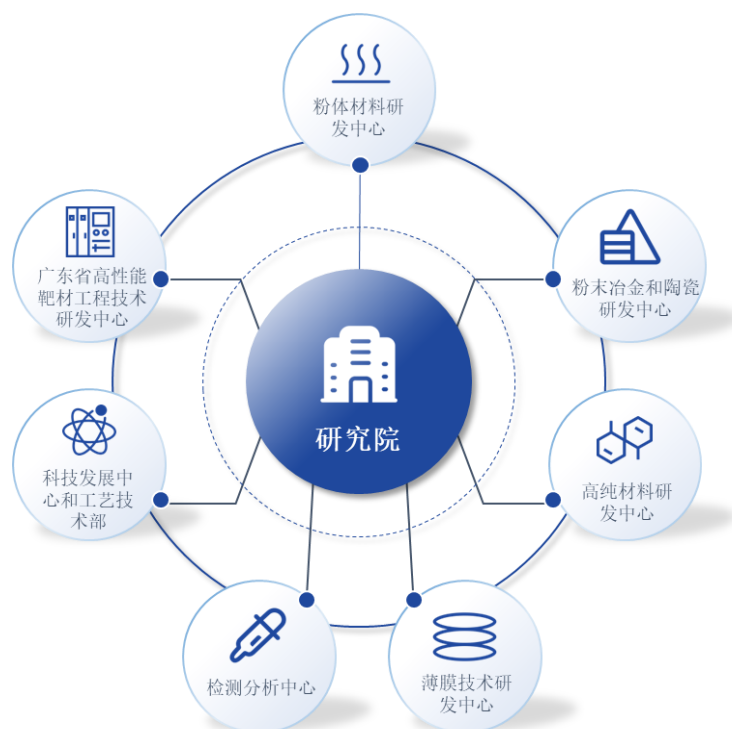 粉体材料研
发中心
广东省高性能
靶材工程技术
研发中心
粉末冶金和陶瓷
研发中心
研究院
科技发展中
心和工艺技
术部
高纯材料研
发中心
检测分析中心
薄膜技术研
发中心